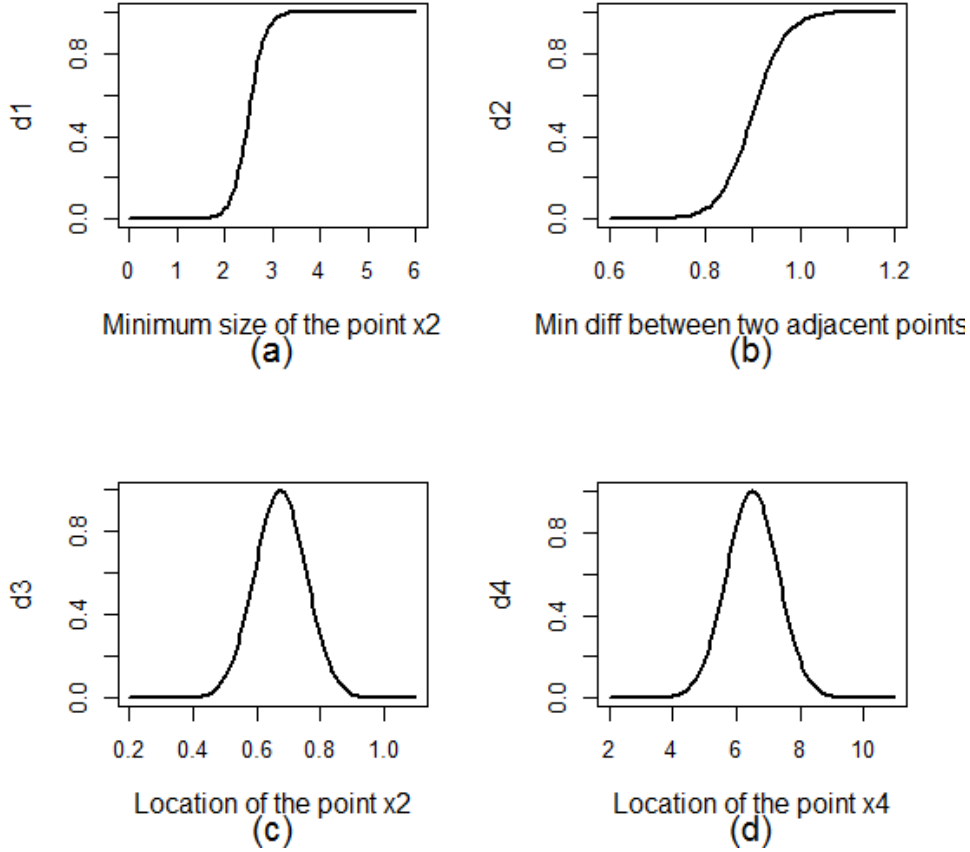 d1
0.0 0.4 0.8
0 1 2 3 4 5 6
Minimum size of the point x2
(a)
d2
0.0 0.4 0.8
0.6 0.8 1.0 1.2
Min diff between two adjacent points
(b)
d3
0.0 0.4 0.8
0.2 0.4 0.6 0.8 1.0
Location of the point x2
(c)
d4
0.0 0.4 0.8
2 4 6 8 10
Location of the point x4
(d)